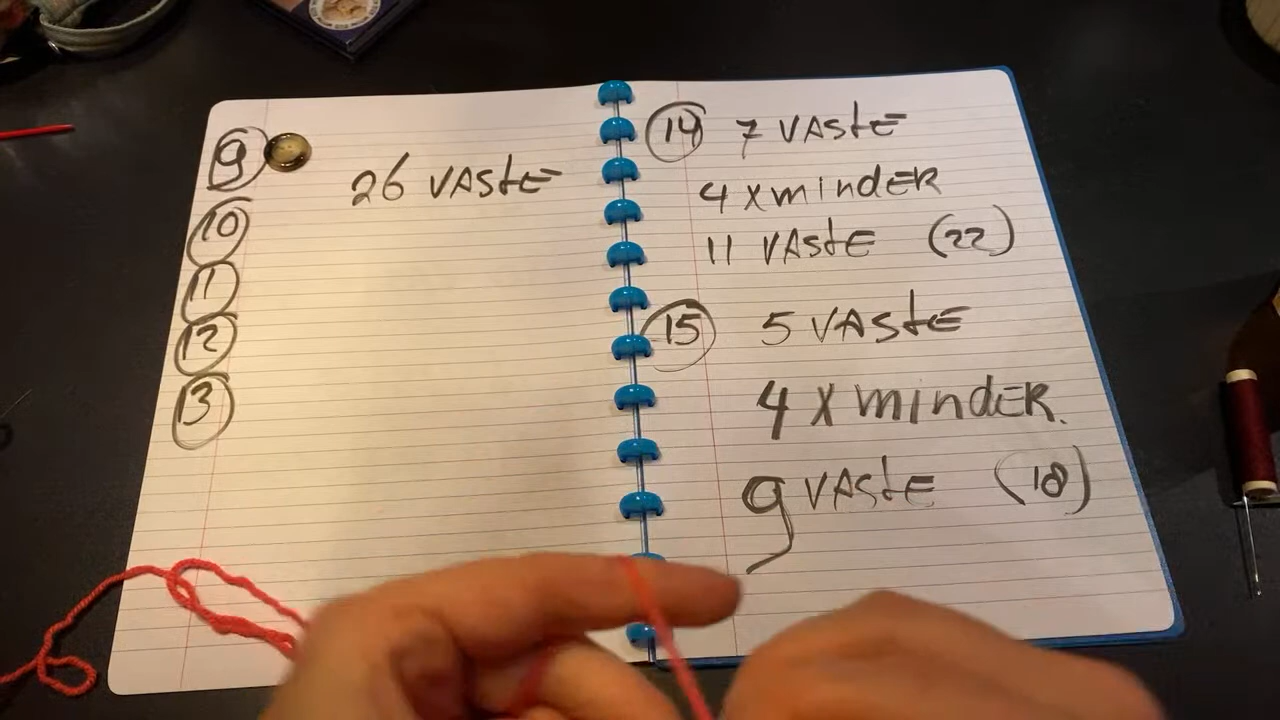 9
26 VASTE
10
11
12
13
14 7 VASTE
4 x minder
11 VASTE (22)
15 5 VASTE
4 x minder.
9 VASTE (18)